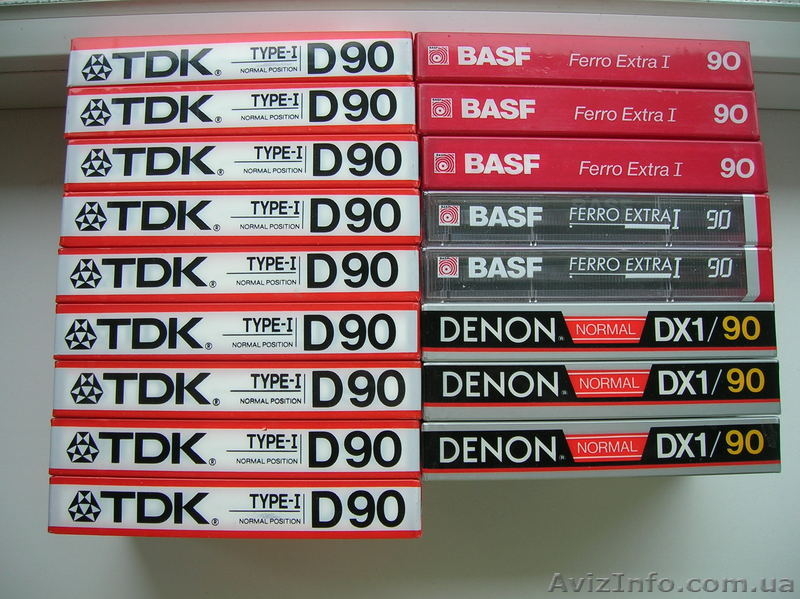 TDK® TYPE-I NORMAL POSITION D90
TDK® TYPE-I NORMAL POSITION D90
TDK® TYPE-I NORMAL POSITION D90
TDK® TYPE-I NORMAL POSITION D90
TDK® TYPE-I NORMAL POSITION D90
TDK® TYPE-I NORMAL POSITION D90
TDK® TYPE-I NORMAL POSITION D90
TDK® TYPE-I NORMAL POSITION D90
TDK® TYPE-I NORMAL POSITION D90
BASF Ferro Extra I 90
BASF Ferro Extra I 90
BASF Ferro Extra I 90
BASF FERRO EXTRA I 90
BASF FERRO EXTRA I 90
DENON® NORMAL DX1/90
DENON® NORMAL DX1/90
DENON® NORMAL DX1/90
AvizInfo.com.ua